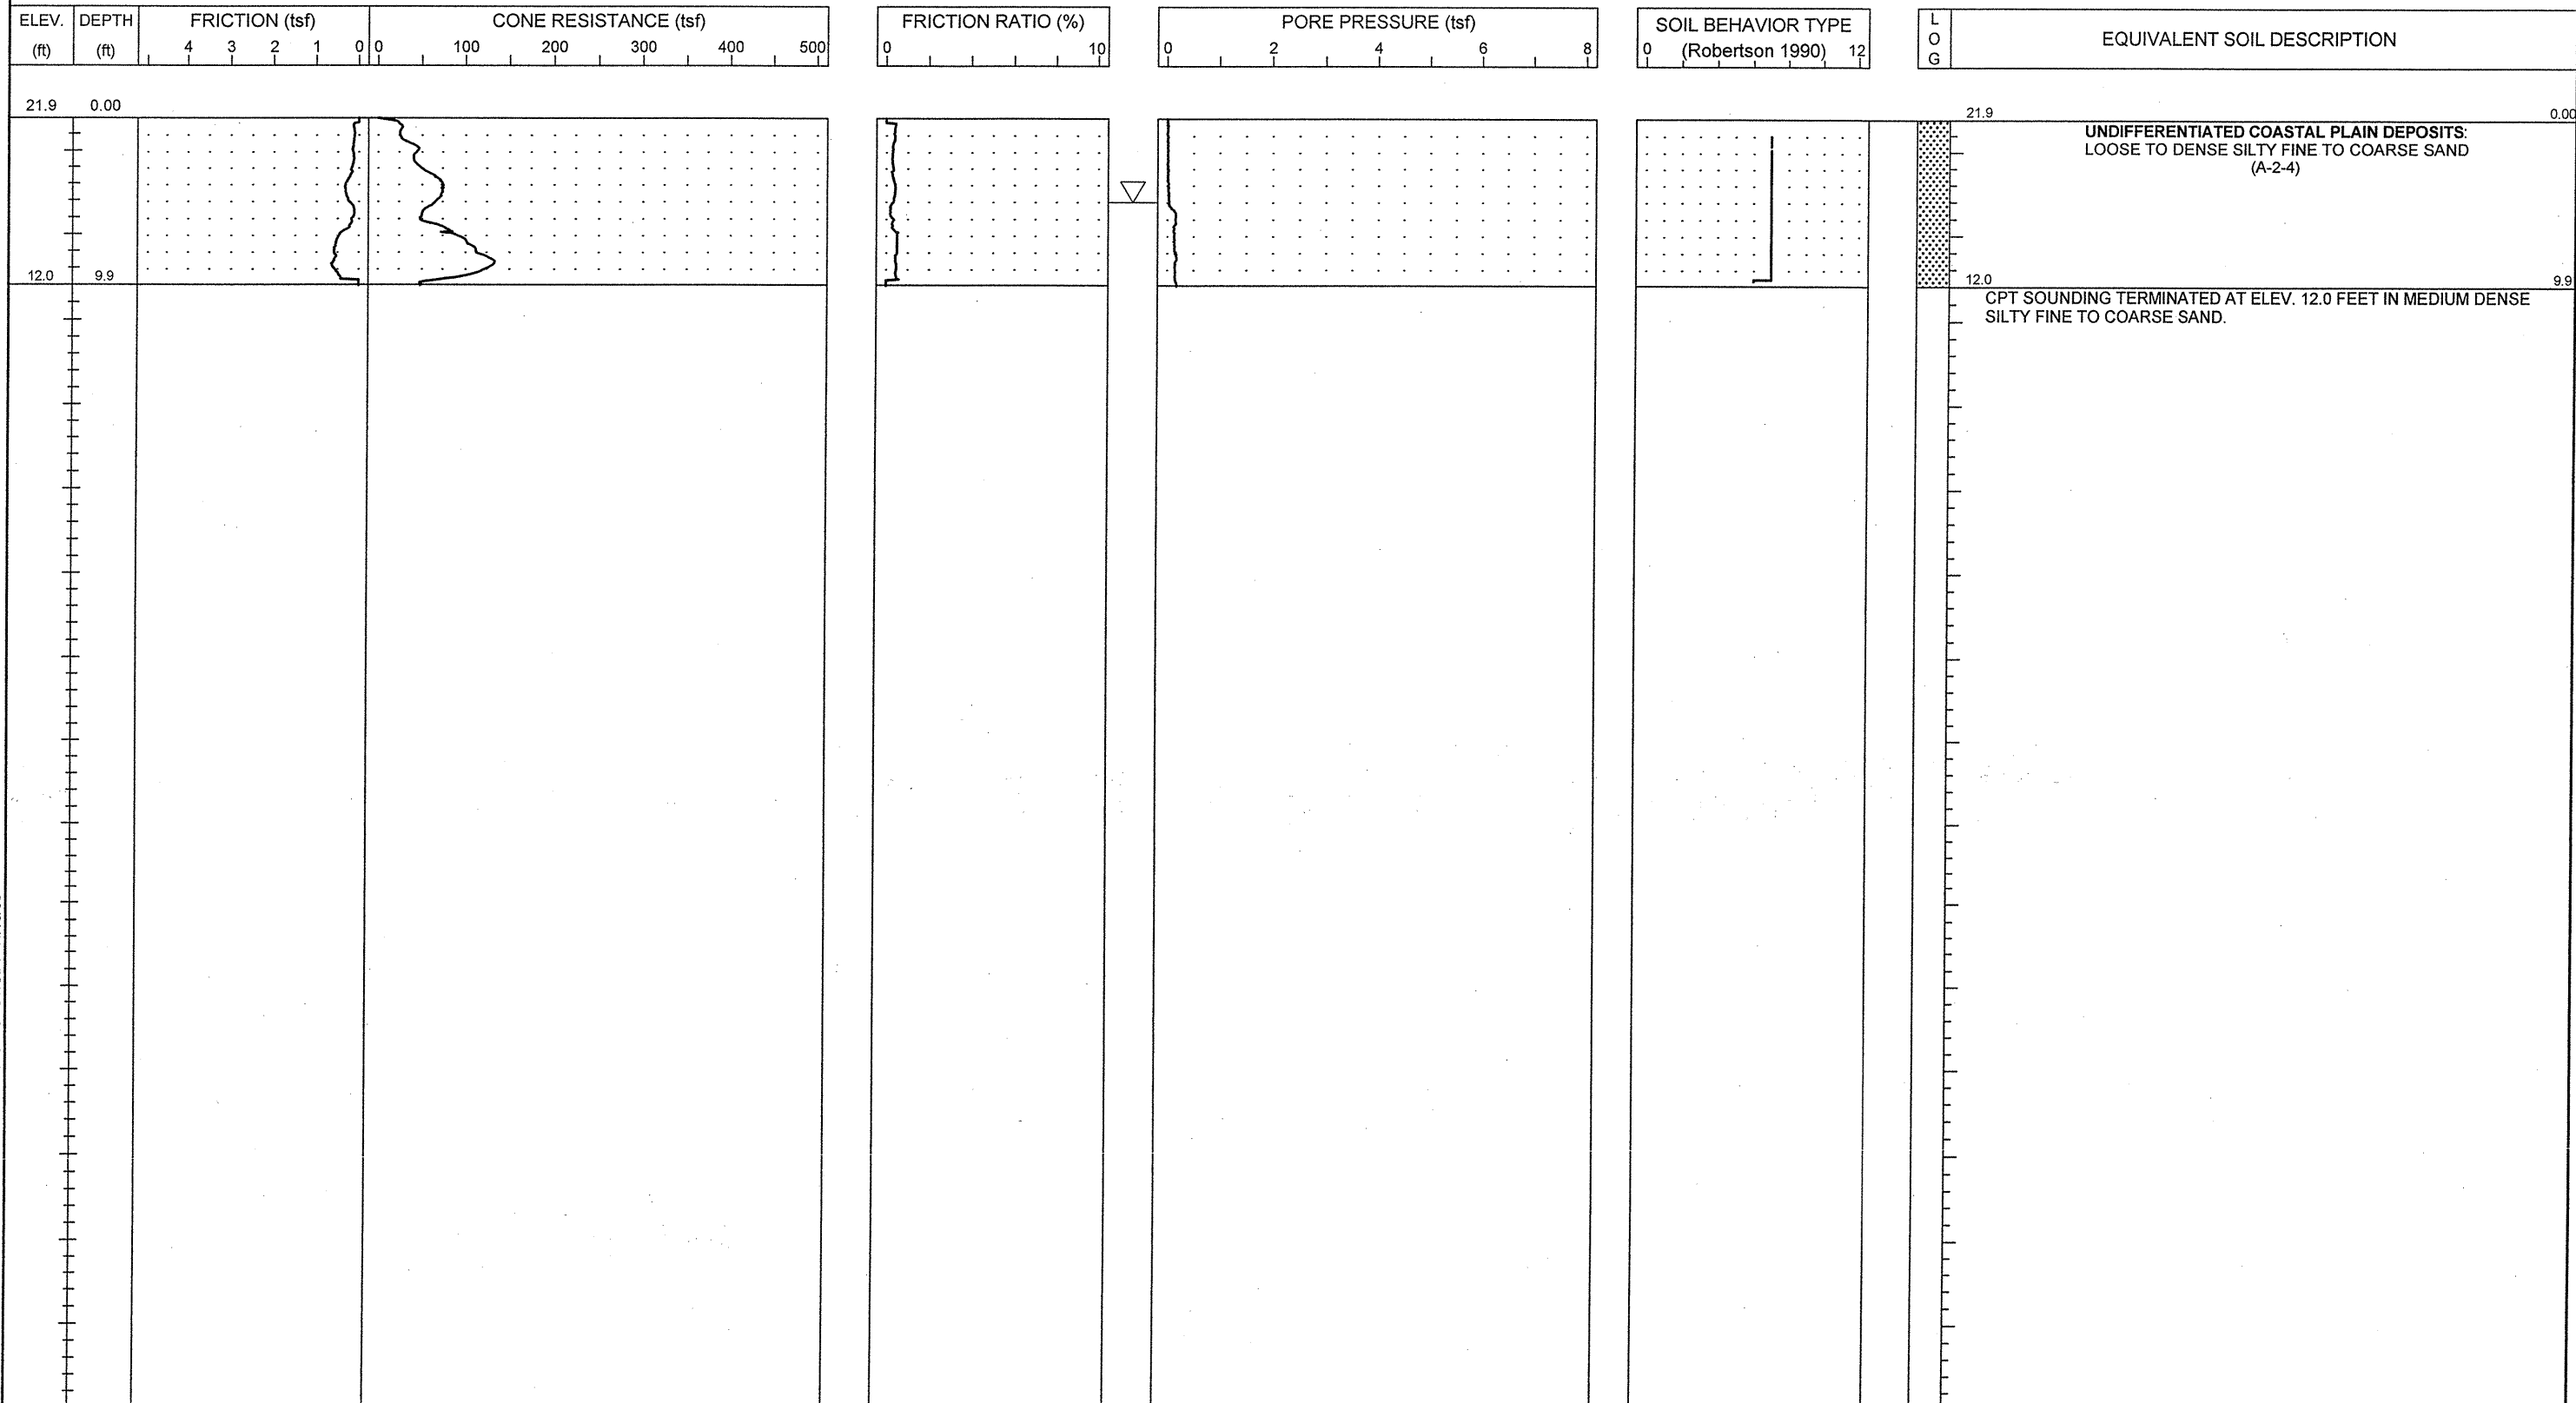 ELEV. DEPTH FRICTION (tsf) CONE RESISTANCE (tsf) FRICTION RATIO (%) PORE PRESSURE (tsf) SOIL BEHAVIOR TYPE L
(ft) (ft) 4 3 2 1 0 0 100 200 300 400 500 0 10 0 2 4 6 8 0 (Robertson 1990) 12 O EQUIVALENT SOIL DESCRIPTION
G
21.9 0.00
21.9 0.00
UNDIFFERENTIATED COASTAL PLAIN DEPOSITS:
LOOSE TO DENSE SILTY FINE TO COARSE SAND
(A-2-4)
12.0 9.9
12.0 9.9
CPT SOUNDING TERMINATED AT ELEV. 12.0 FEET IN MEDIUM DENSE
SILTY FINE TO COARSE SAND.